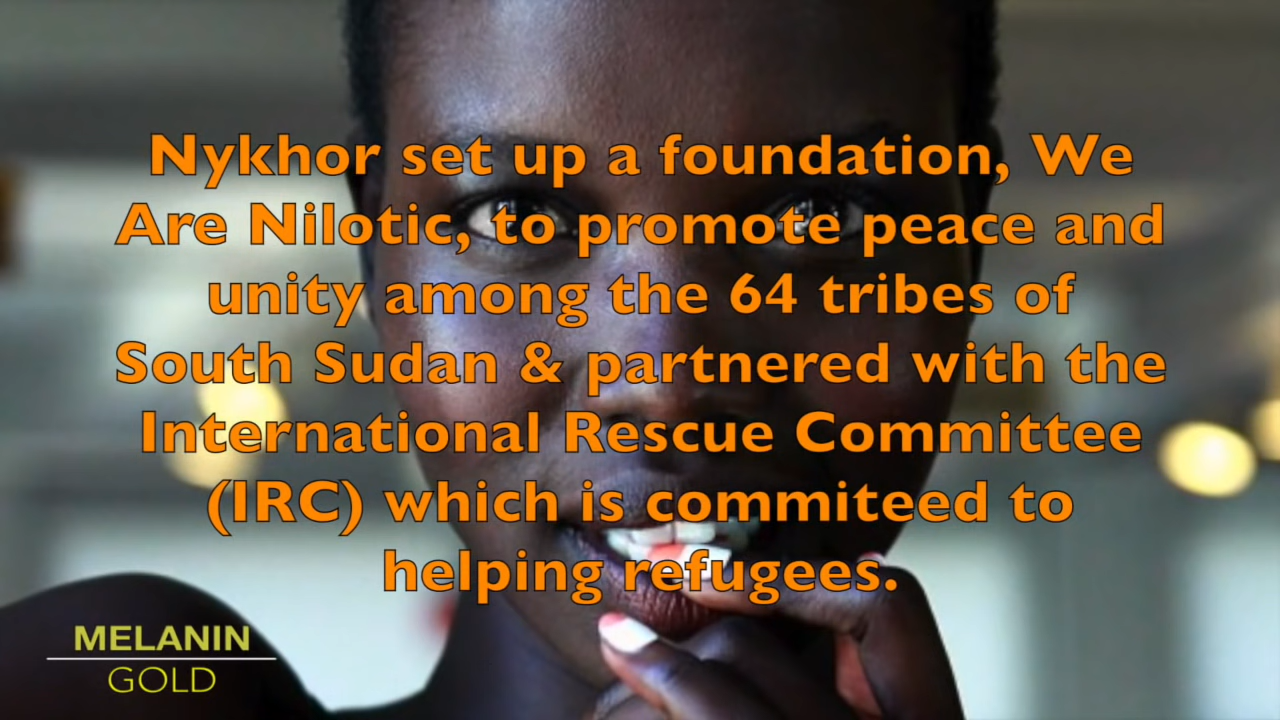 Nykhor set up a foundation, We
Are Nilotic, to promote peace and
unity among the 64 tribes of
South Sudan & partnered with the
International Rescue Committee
(IRC) which is commiteed to
helping refugees.
MELANIN
GOLD